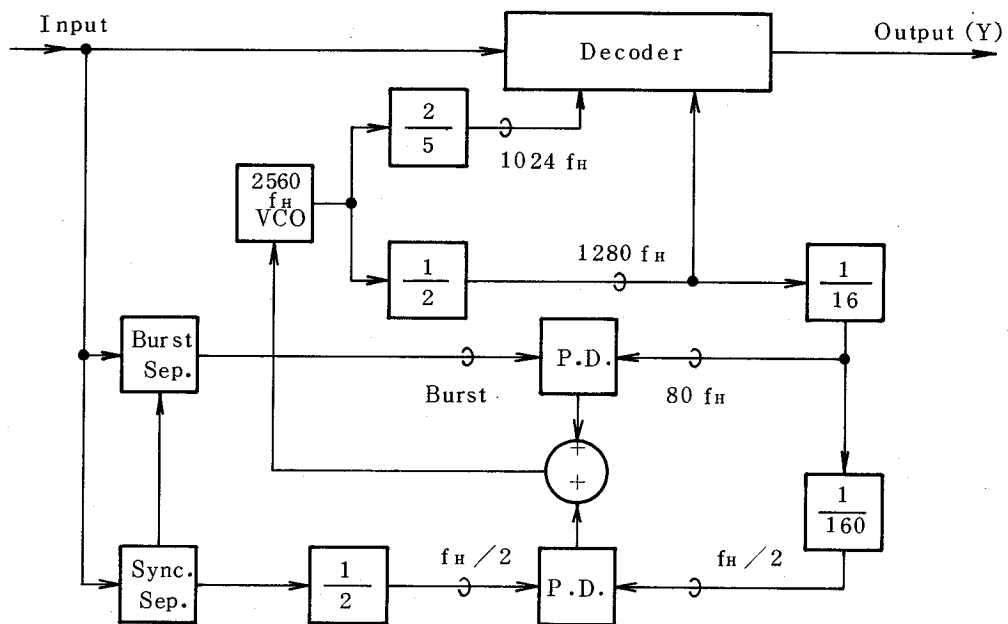 Input
Output (Y)
Decoder
2
5
1024 fH
2560
fH
VCO
1
2
1280 fH
1
16
Burst
Sep.
Burst
P.D.
80 fH
+
+
1
160
Sync.
Sep.
1
2
fH / 2
P.D.
fH / 2